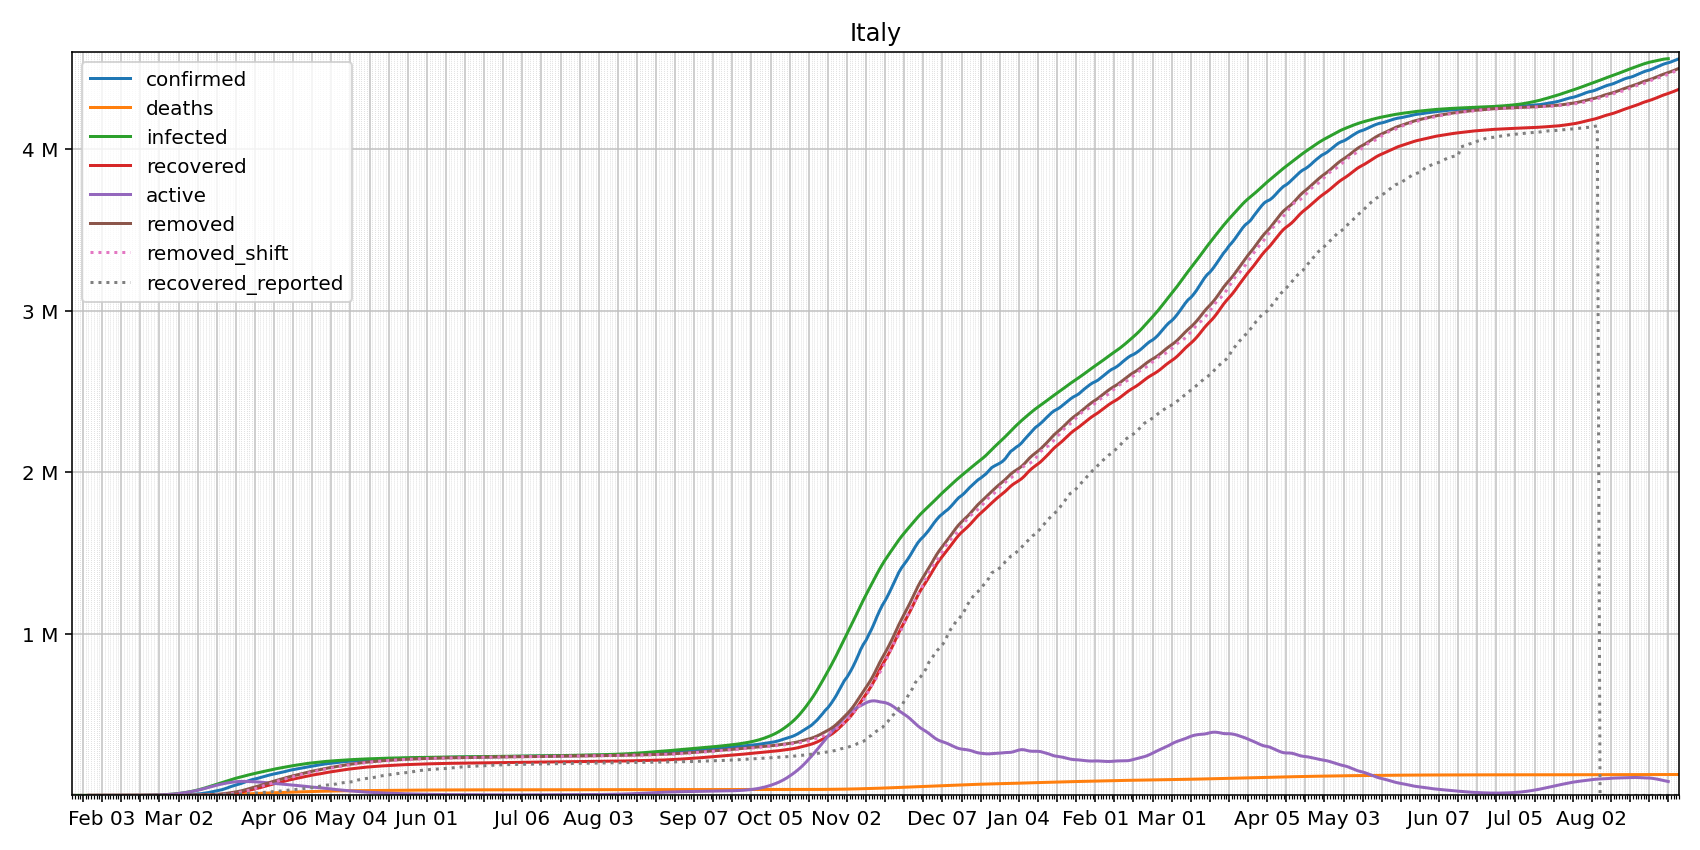 Italy
confirmed
deaths
infected
recovered
active
removed
removed_shift
recovered_reported
4 M
3 M
2 M
1 M
Feb 03 Mar 02 Apr 06 May 04 Jun 01 Jul 06 Aug 03 Sep 07 Oct 05 Nov 02 Dec 07 Jan 04 Feb 01 Mar 01 Apr 05 May 03 Jun 07 Jul 05 Aug 02